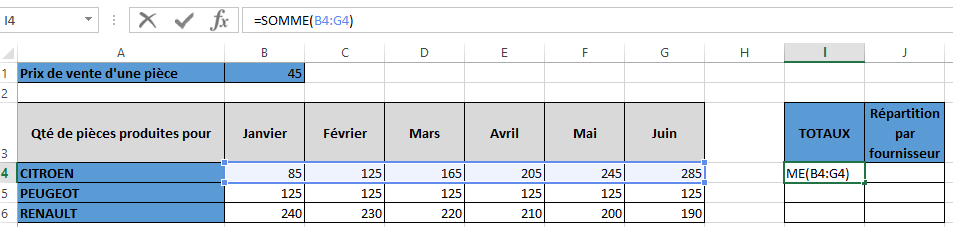 I4 fx =SOMME(B4:G4)
A B C D E F G H I J
1 Prix de vente d'une pièce 45
2
3 Qté de pièces produites pour Janvier Février Mars Avril Mai Juin TOTAUX Répartition
par
fournisseur
4 CITROEN 85 125 165 205 245 285 ME(B4:G4)
5 PEUGEOT 125 125 125 125 125 125
6 RENAULT 240 230 220 210 200 190